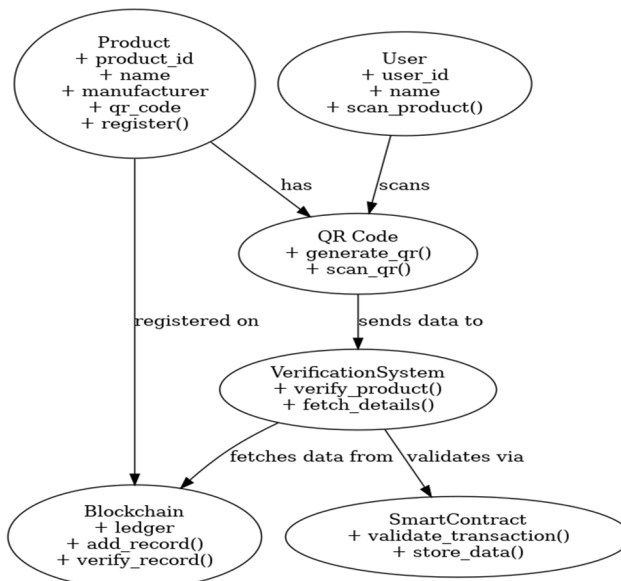 Product
+ product_id
+ name
+ manufacturer
+ qr_code
+ register()
User
+ user_id
+ name
+ scan_product()
has
scans
QR Code
+ generate_qr()
+ scan_qr()
registered on
sends data to
VerificationSystem
+ verify_product()
+ fetch_details()
fetches data from
validates via
Blockchain
+ ledger
+ add_record()
+ verify_record()
SmartContract
+ validate_transaction()
+ store_data()